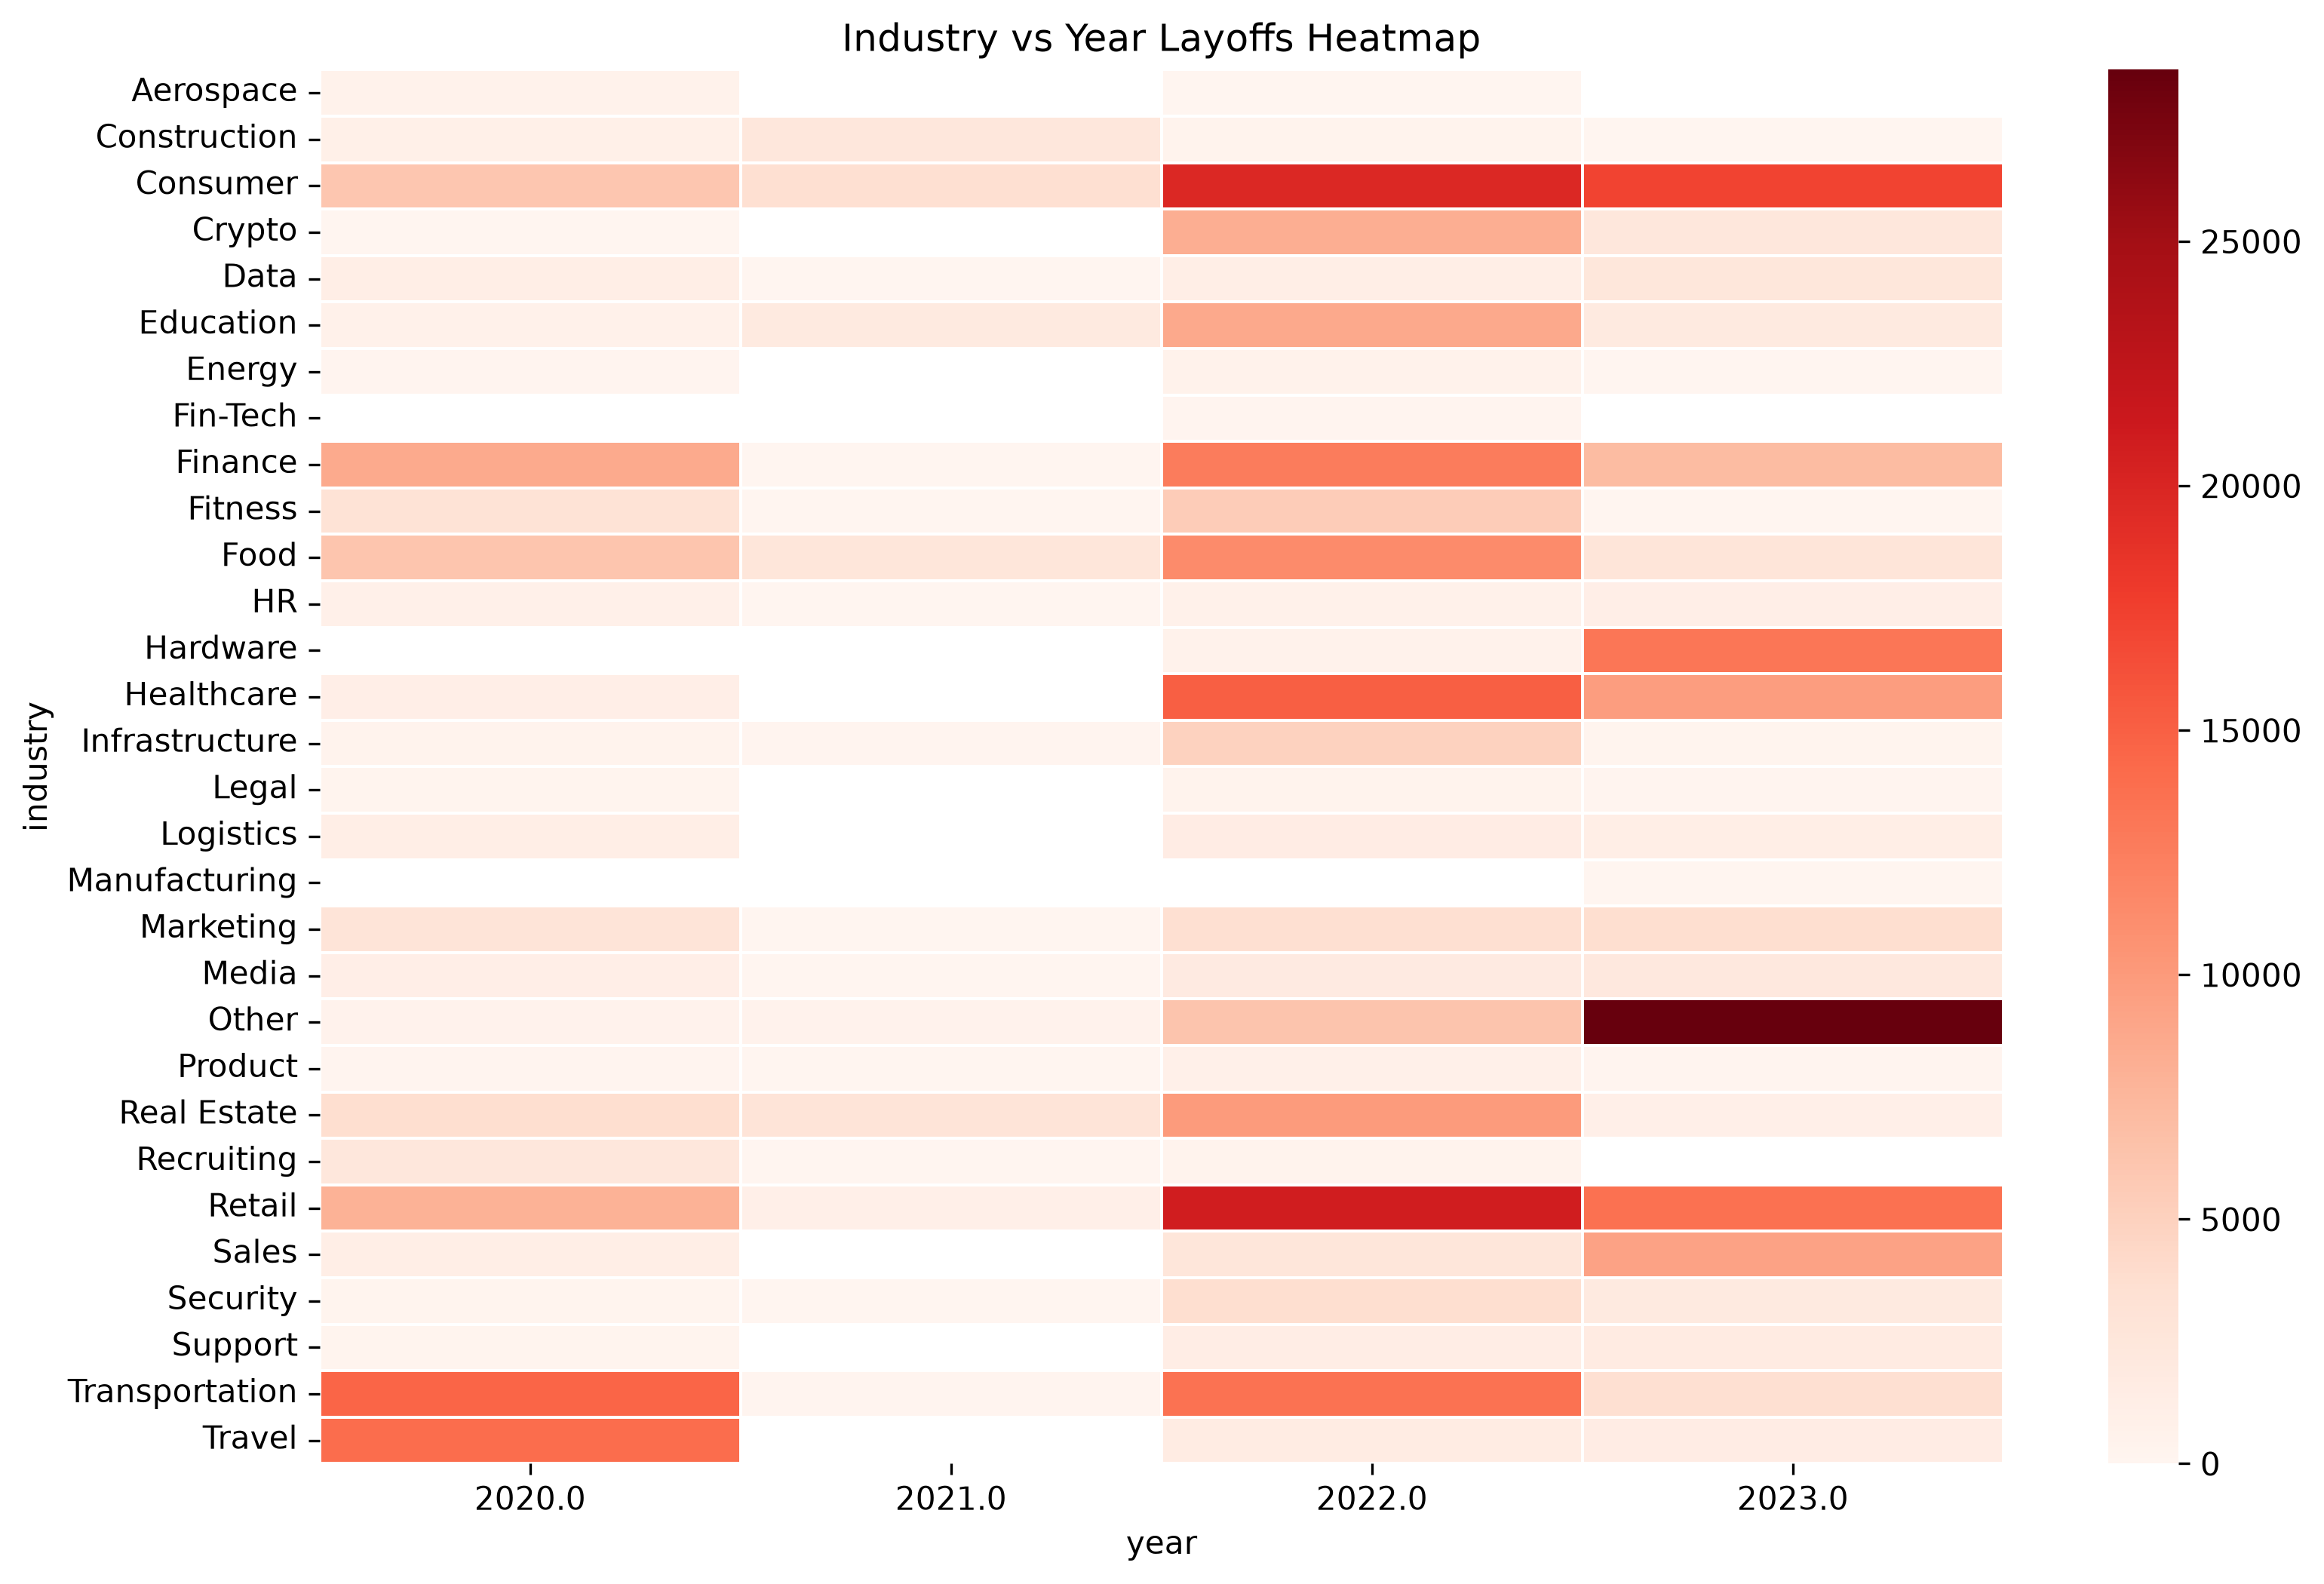 Industry vs Year Layoffs Heatmap
Aerospace
Construction
Consumer
Crypto
Data
Education
Energy
Fin-Tech
Finance
Fitness
Food
HR
Hardware
Healthcare
Infrastructure
Legal
Logistics
Manufacturing
Marketing
Media
Other
Product
Real Estate
Recruiting
Retail
Sales
Security
Support
Transportation
Travel
industry
2020.0 2021.0 2022.0 2023.0
year
25000
20000
15000
10000
5000
0